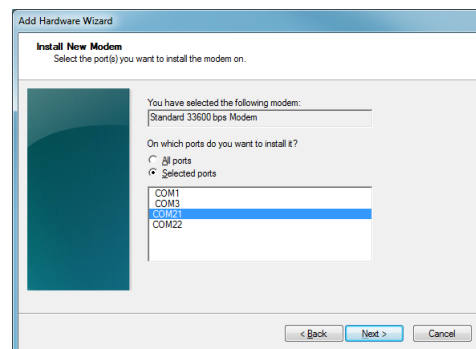 Add Hardware Wizard
Install New Modem
Select the port(s) you want to install the modem on.
You have selected the following modem:
Standard 33600 bps Modem
On which ports do you want to install it?
All ports
Selected ports
COM1
COM3
COM21
COM22
< Back
Next >
Cancel